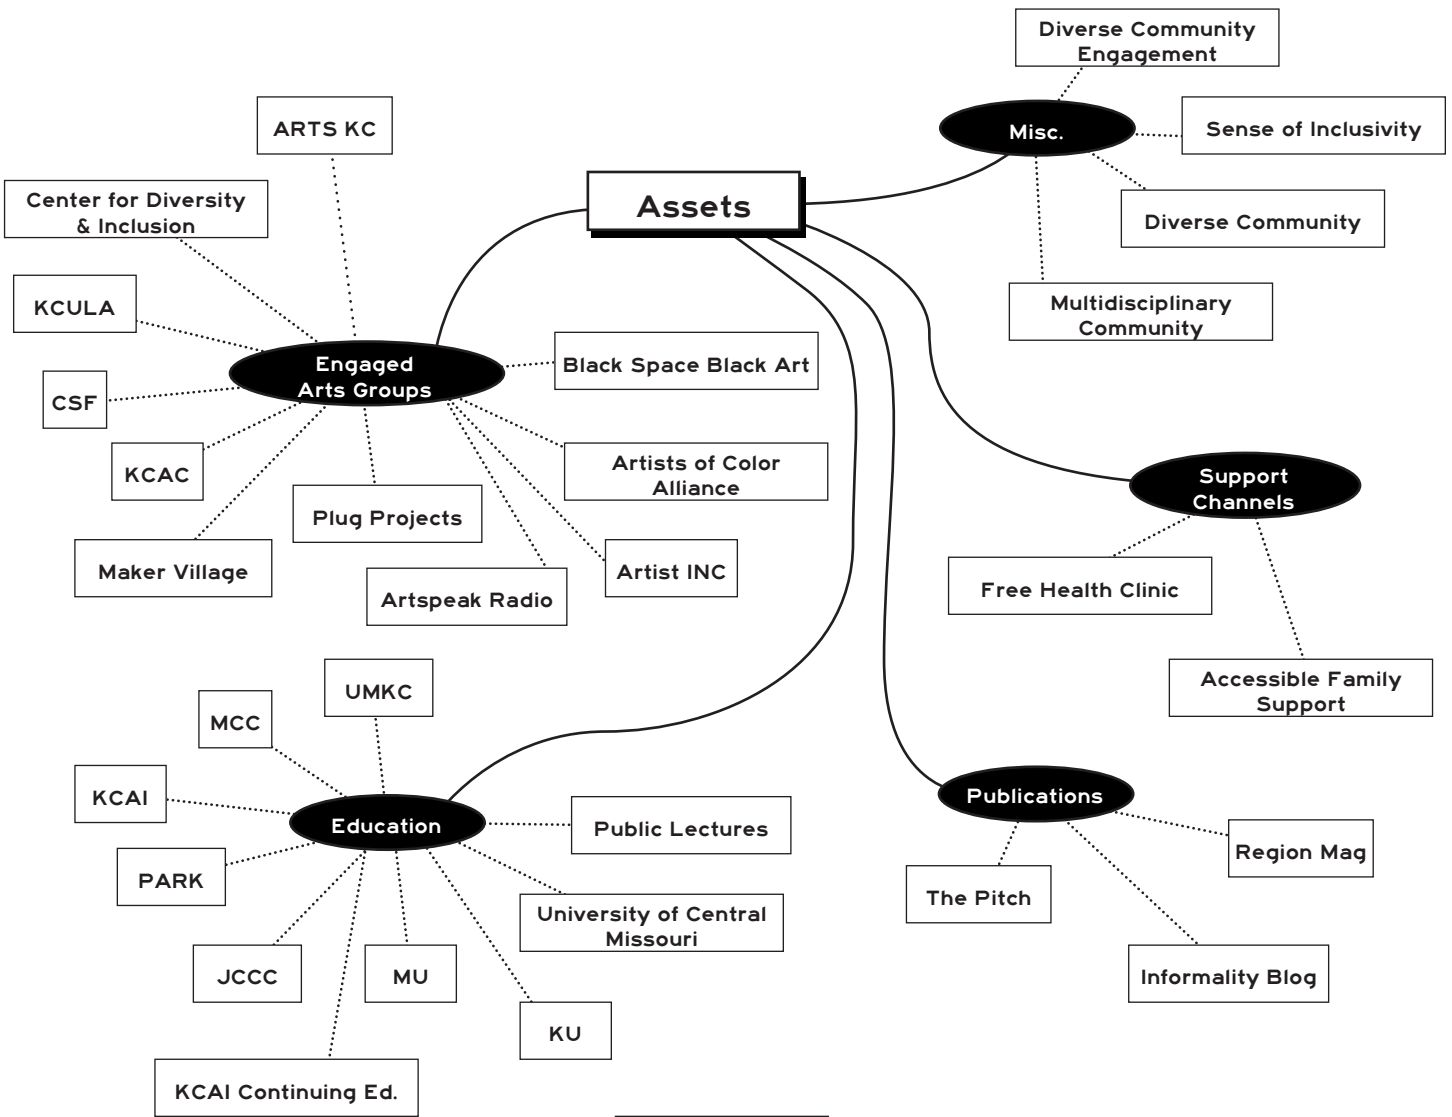 Assets
Misc.
Diverse Community
Engagement
Sense of Inclusivity
Diverse Community
Multidisciplinary
Community
Engaged
Arts Groups
ARTS KC
Center for Diversity
& Inclusion
KCULA
CSF
KCAC
Maker Village
Plug Projects
Artspeak Radio
Artist INC
Artists of Color
Alliance
Black Space Black Art
Support
Channels
Free Health Clinic
Accessible Family
Support
Education
UMKC
MCC
KCAI
PARK
JCCC
KCAI Continuing Ed.
MU
KU
University of Central
Missouri
Public Lectures
Publications
The Pitch
Informality Blog
Region Mag